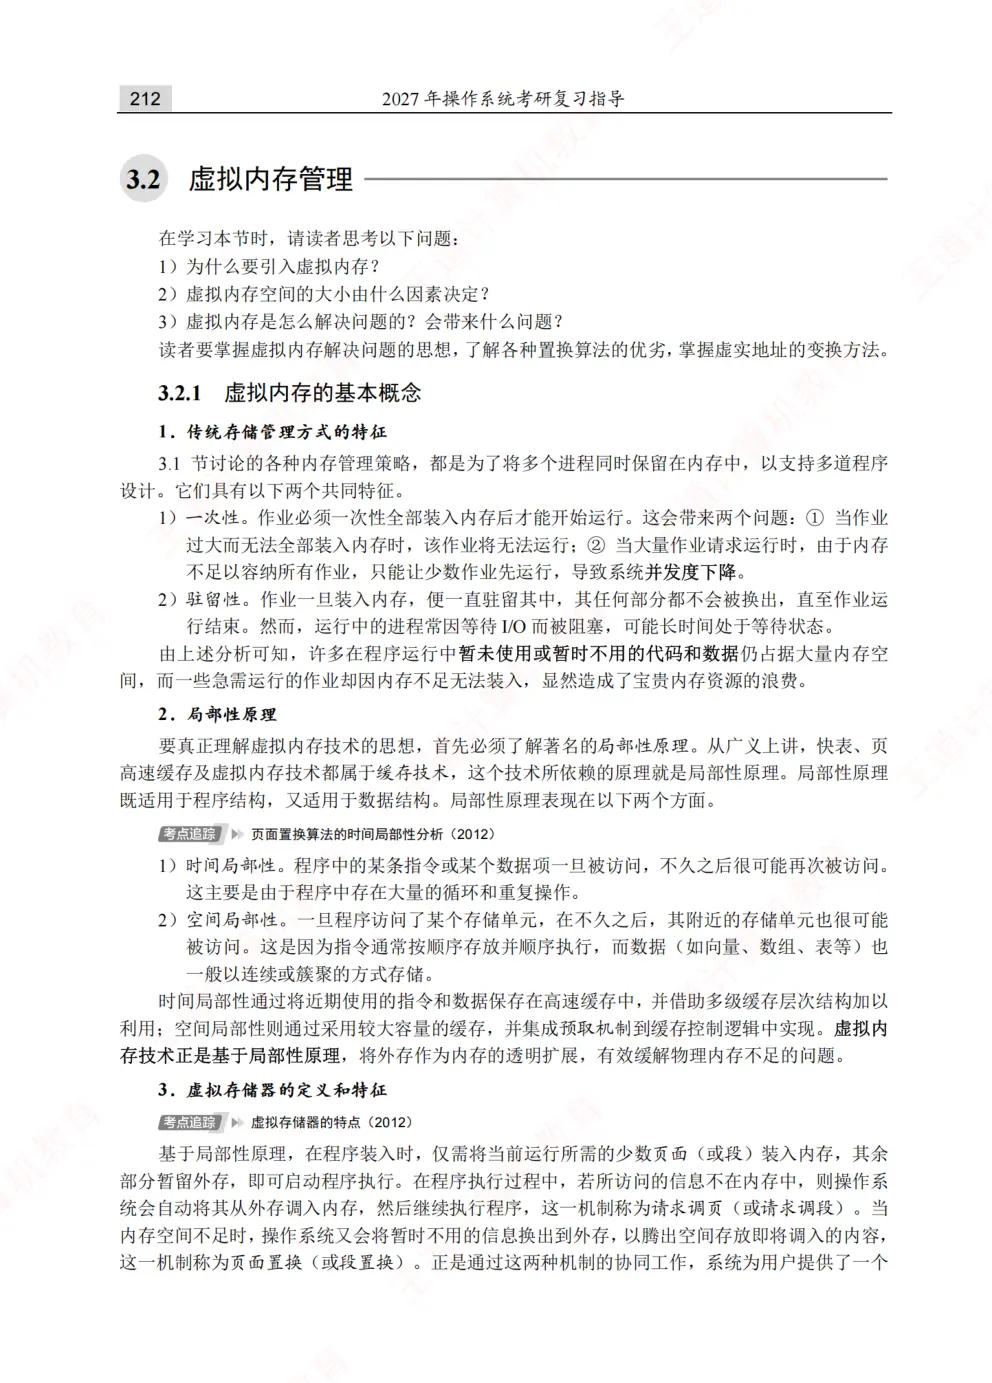 212
2027 年操作系统考研复习指导
3.2 虚拟内存管理
在学习本节时，请读者思考以下问题：
1）为什么要引入虚拟内存？
2）虚拟内存空间的大小由什么因素决定？
3）虚拟内存是怎么解决问题的？会带来什么问题？
读者要掌握虚拟内存解决问题的思想，了解各种置换算法的优劣，掌握虚实地址的变换方法。
3.2.1 虚拟内存的基本概念
1．传统存储管理方式的特征
3.1 节讨论的各种内存管理策略，都是为了将多个进程同时保留在内存中，以支持多道程序
设计。它们具有以下两个共同特征。
1）一次性。作业必须一次性全部装入内存后才能开始运行。这会带来两个问题：① 当作业
过大而无法全部装入内存时，该作业将无法运行；② 当大量作业请求运行时，由于内存
不足以容纳所有作业，只能让少数作业先运行，导致系统并发度下降。
2）驻留性。作业一旦装入内存，便一直驻留其中，其任何部分都不会被换出，直至作业运
行结束。然而，运行中的进程常因等待 I/O 而被阻塞，可能长时间处于等待状态。
由上述分析可知，许多在程序运行中暂未使用或暂时不用的代码和数据仍占据大量内存空
间，而一些急需运行的作业却因内存不足无法装入，显然造成了宝贵内存资源的浪费。
2．局部性原理
要真正理解虚拟内存技术的思想，首先必须了解著名的局部性原理。从广义上讲，快表、页
高速缓存及虚拟内存技术都属于缓存技术，这个技术所依赖的原理就是局部性原理。局部性原理
既适用于程序结构，又适用于数据结构。局部性原理表现在以下两个方面。
考点追踪 页面置换算法的时间局部性分析（2012）
1）时间局部性。程序中的某条指令或某个数据项一旦被访问，不久之后很可能再次被访问。
这主要是由于程序中存在大量的循环和重复操作。
2）空间局部性。一旦程序访问了某个存储单元，在不久之后，其附近的存储单元也很可能
被访问。这是因为指令通常按顺序存放并顺序执行，而数据（如向量、数组、表等）也
一般以连续或簇聚的方式存储。
时间局部性通过将近期使用的指令和数据保存在高速缓存中，并借助多级缓存层次结构加以
利用；空间局部性则通过采用较大容量的缓存，并集成预取机制到缓存控制逻辑中实现。虚拟内
存技术正是基于局部性原理，将外存作为内存的透明扩展，有效缓解物理内存不足的问题。
3．虚拟存储器的定义和特征
考点追踪 虚拟存储器的特点（2012）
基于局部性原理，在程序装入时，仅需将当前运行所需的少数页面（或段）装入内存，其余
部分暂留外存，即可启动程序执行。在程序执行过程中，若所访问的信息不在内存中，则操作系
统会自动将其从外存调入内存，然后继续执行程序，这一机制称为请求调页（或请求调段）。当
内存空间不足时，操作系统又会将暂时不用的信息换出到外存，以腾出空间存放即将调入的内容，
这一机制称为页面置换（或段置换）。正是通过这两种机制的协同工作，系统为用户提供了一个